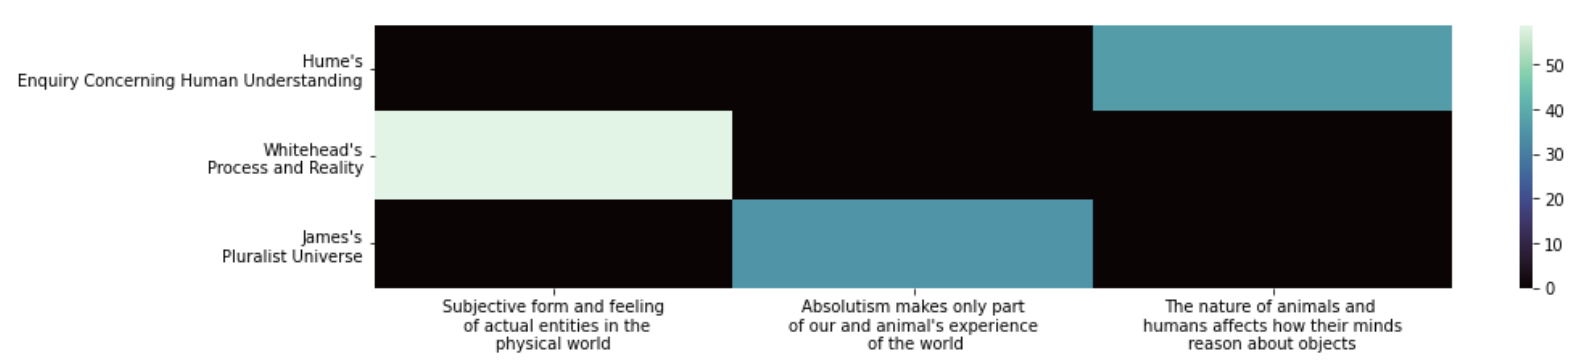 Hume's
Enquiry Concerning Human Understanding
Whitehead's
Process and Reality
James's
Pluralist Universe
Subjective form and feeling
of actual entities in the
physical world
Absolutism makes only part
of our and animal's experience
of the world
The nature of animals and
humans affects how their minds
reason about objects
50
40
30
20
10
0